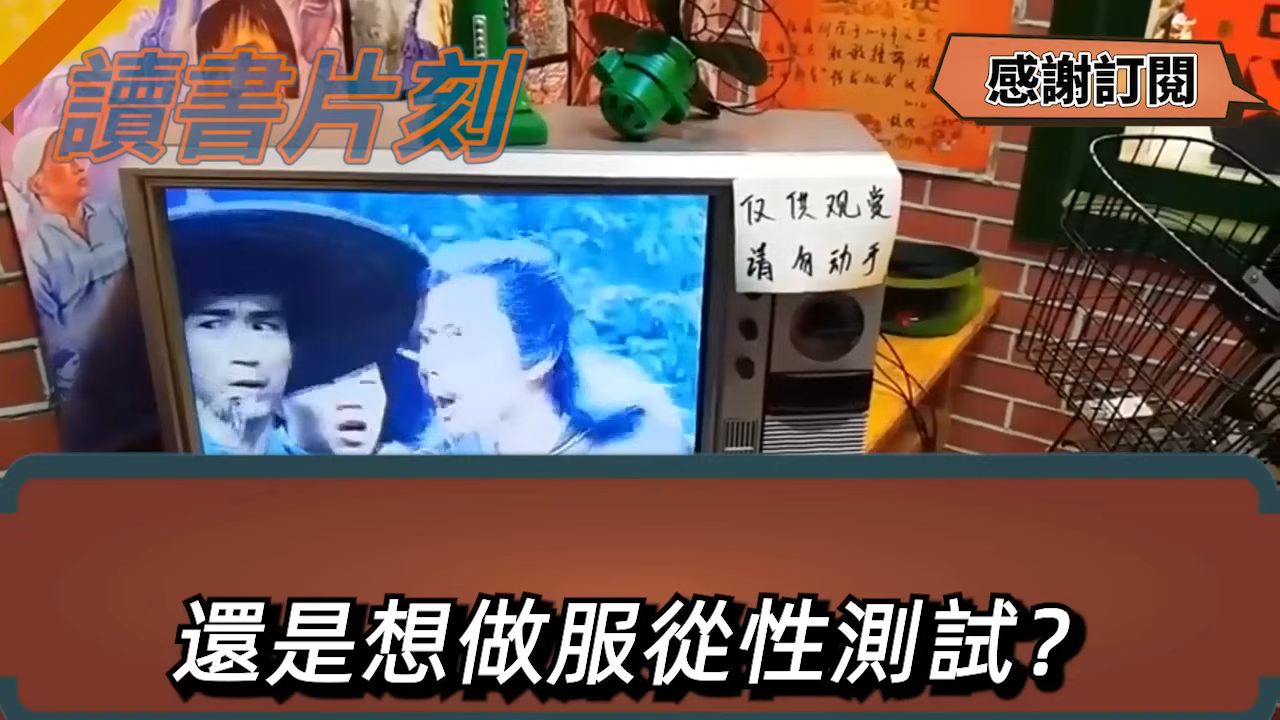 讀書片刻
感謝訂閱
仅供观赏
请勿动手
還是想做服從性測試?